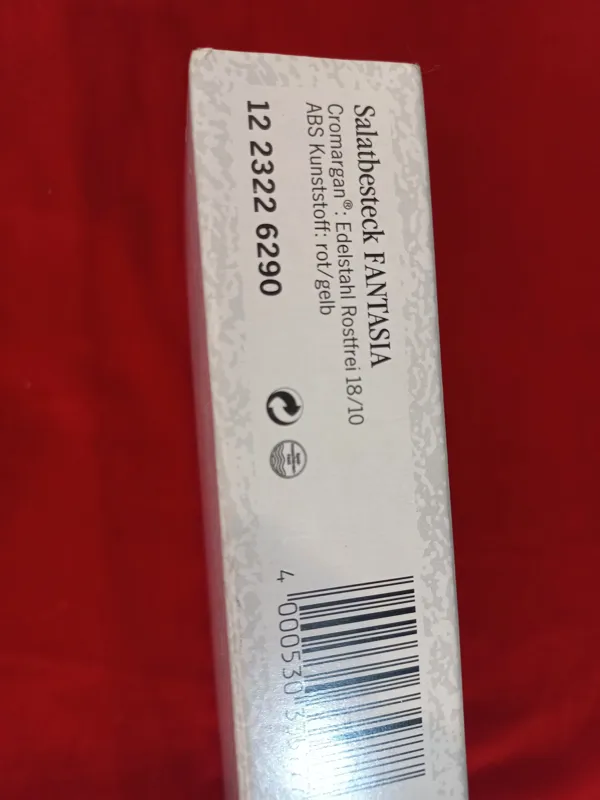 Salatbesteck FANTASIA
Cromargan®: Edelstahl Rostfrei 18/10
ABS Kunststoff: rot/gelb
12 2322 6290
4 000530